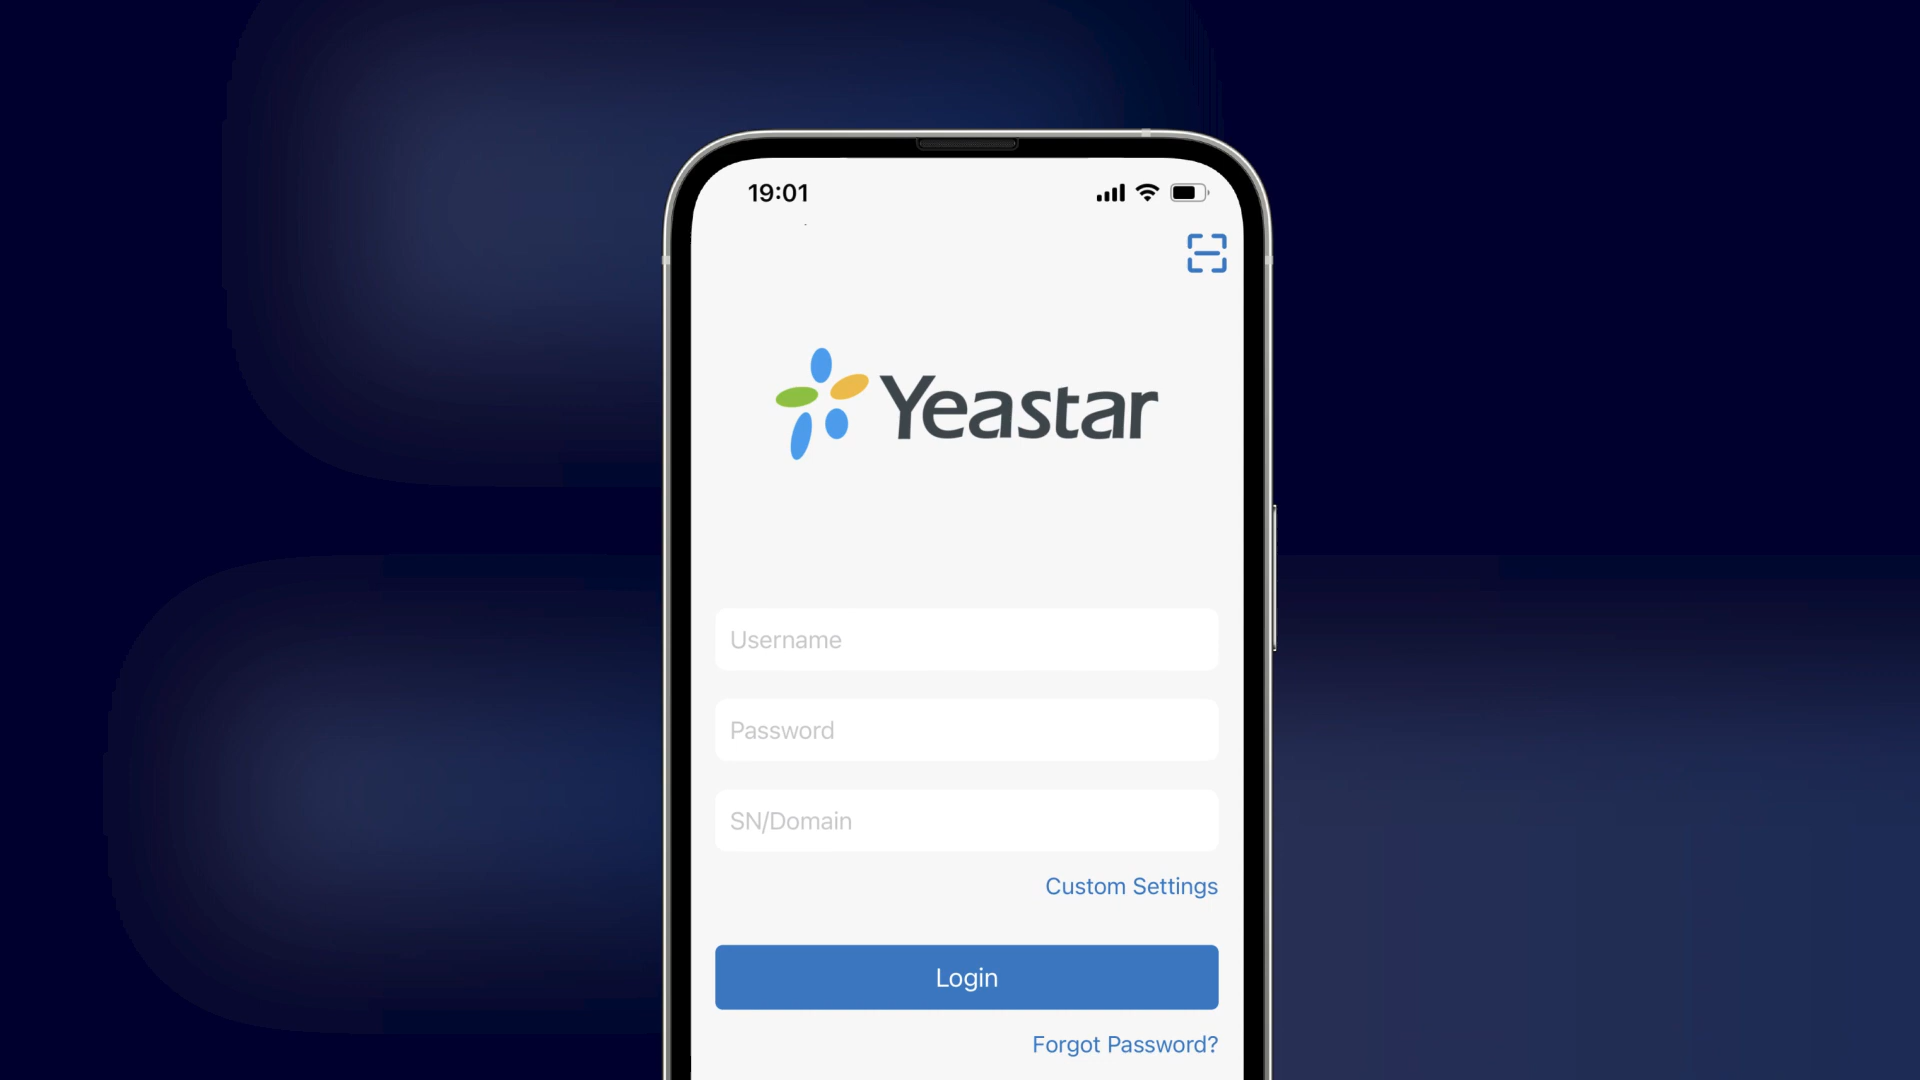 19:01
Yeastar
Username
Password
SN/Domain
Custom Settings
Login
Forgot Password?